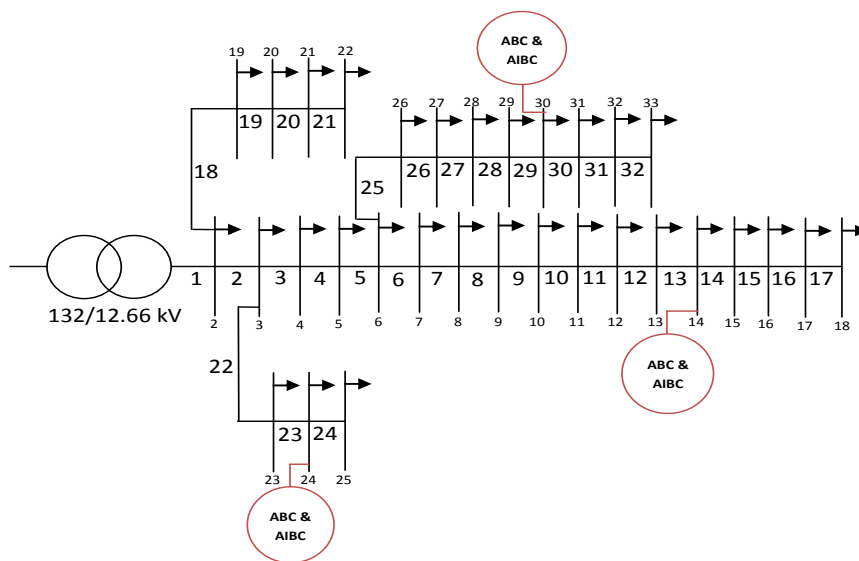 ABC &
AIBC
19 20 21 22
26 27 28 29 30 31 32 33
19 20 21
18
26 27 28 29 30 31 32
25
1 2 3 4 5 6 7 8 9 10 11 12 13 14 15 16 17
132/12.66 kV
2 3 4 5 6 7 8 9 10 11 12 13 14 15 16 17 18
22
ABC &
AIBC
23 24
23 24 25
ABC &
AIBC